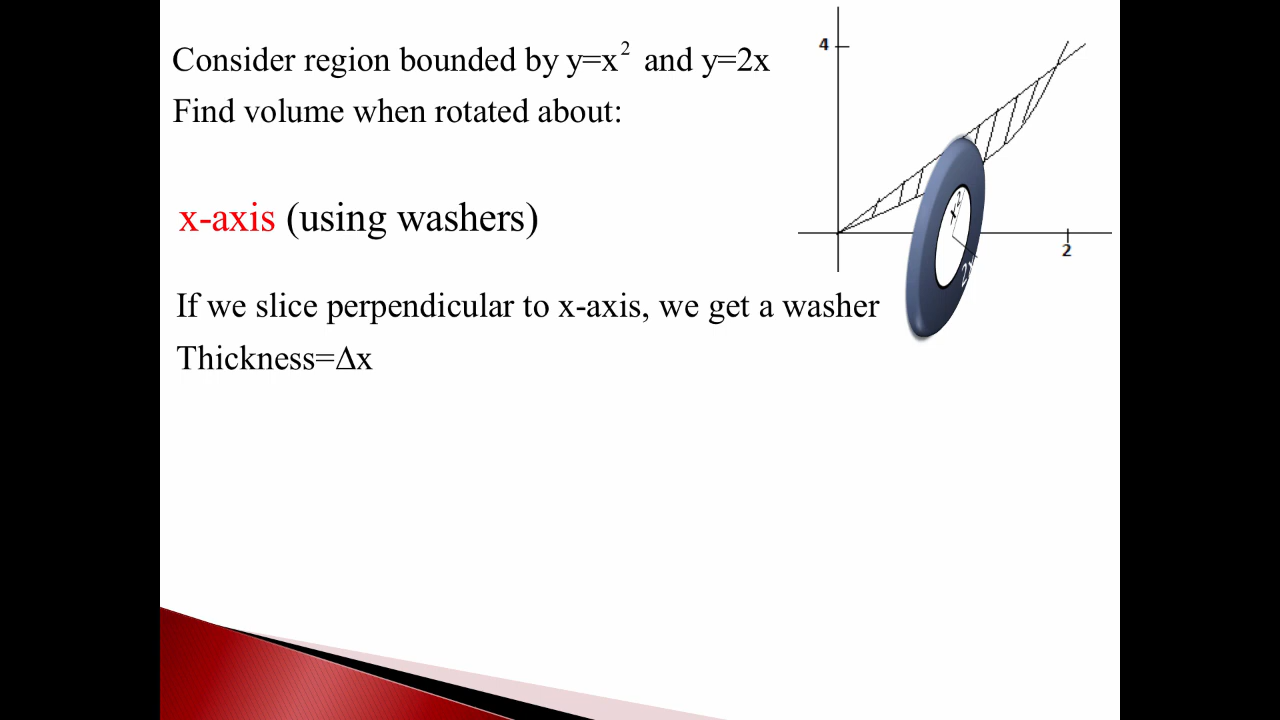 Consider region bounded by y=x² and y=2x
Find volume when rotated about:
x-axis (using washers)
If we slice perpendicular to x-axis, we get a washer
Thickness=Δx
4
x²
2